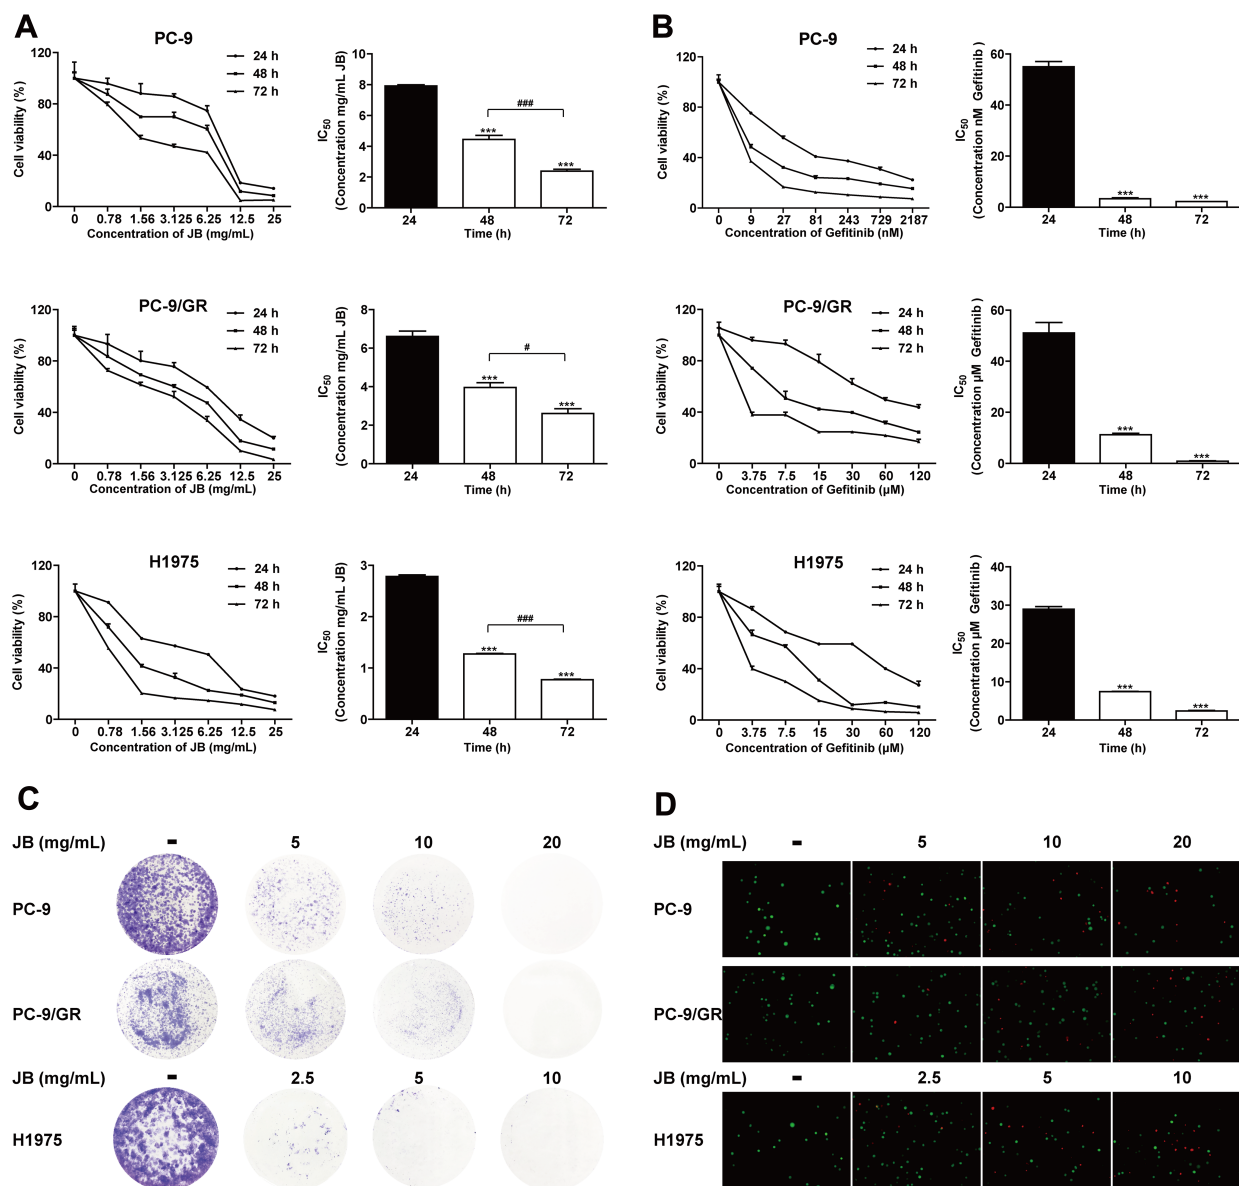 A
PC-9
Cell viability (%)
120
80
40
0
24 h
48 h
72 h
0 0.78 1.56 3.125 6.25 12.5 25
Concentration of JB (mg/mL)
IC50
(Concentration mg/mL JB)
10
8
6
4
2
0
***
###
***
24 48 72
Time (h)
B
PC-9
Cell viability (%)
120
80
40
0
24 h
48 h
72 h
0 9 27 81 243 729 2187
Concentration of Gefitinib (nM)
IC50
(Concentration nM Gefitinib)
60
40
20
0
***
***
24 48 72
Time (h)
PC-9/GR
Cell viability (%)
120
80
40
0
24 h
48 h
72 h
0 0.78 1.56 3.125 6.25 12.5 25
Concentration of JB (mg/mL)
IC50
(Concentration mg/mL JB)
8
6
4
2
0
***
#
***
24 48 72
Time (h)
PC-9/GR
Cell viability (%)
120
80
40
0
24 h
48 h
72 h
0 3.75 7.5 15 30 60 120
Concentration of Gefitinib (μM)
IC50
(Concentration μM Gefitinib)
60
40
20
0
***
***
24 48 72
Time (h)
H1975
Cell viability (%)
120
80
40
0
24 h
48 h
72 h
0 0.78 1.56 3.125 6.25 12.5 25
Concentration of JB (mg/mL)
IC50
(Concentration mg/mL JB)
3
2
1
0
***
###
***
24 48 72
Time (h)
H1975
Cell viability (%)
120
80
40
0
24 h
48 h
72 h
0 3.75 7.5 15 30 60 120
Concentration of Gefitinib (μM)
IC50
(Concentration μM Gefitinib)
40
30
20
10
0
***
***
24 48 72
Time (h)
C
JB (mg/mL) - 5 10 20
PC-9
PC-9/GR
JB (mg/mL) - 2.5 5 10
H1975
D
JB (mg/mL) - 5 10 20
PC-9
PC-9/GR
JB (mg/mL) - 2.5 5 10
H1975